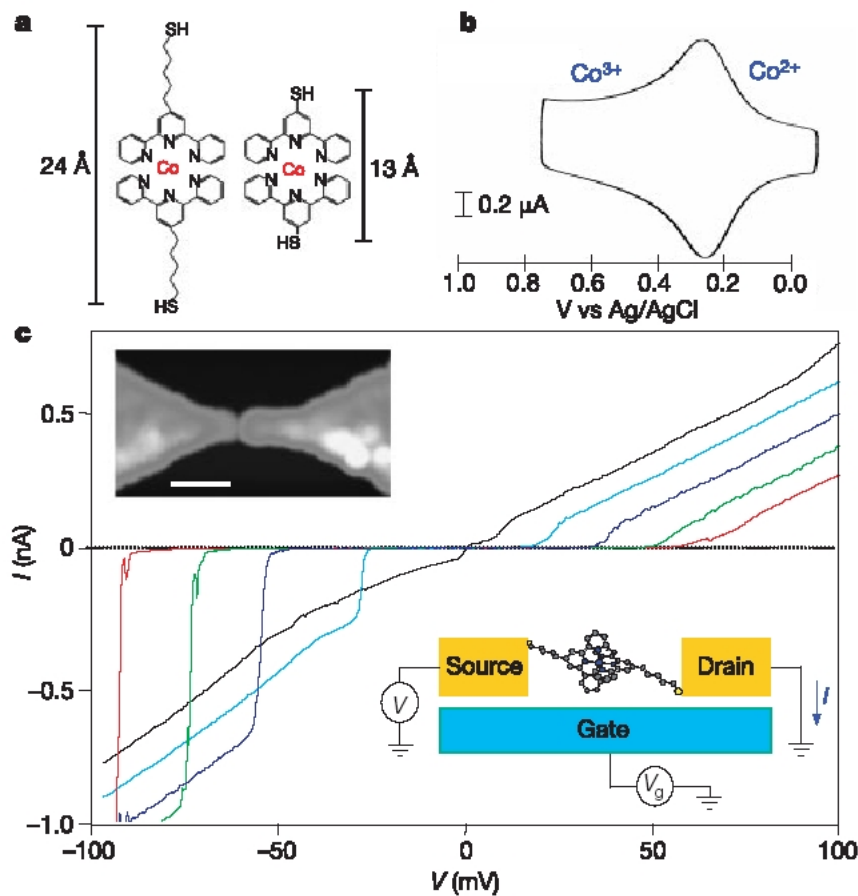 a
SH
N
N N
Co
N N
N
HS
24 Å
SH
N
N N
Co
N N
N
HS
13 Å
b
Co3+
Co2+
0.2 μA
1.0 0.8 0.6 0.4 0.2 0.0
V vs Ag/AgCl
c
0.5
0
−0.5
−1.0
I (nA)
Source
Drain
V
Gate
I
Vg
−100 −50 0 50 100
V (mV)